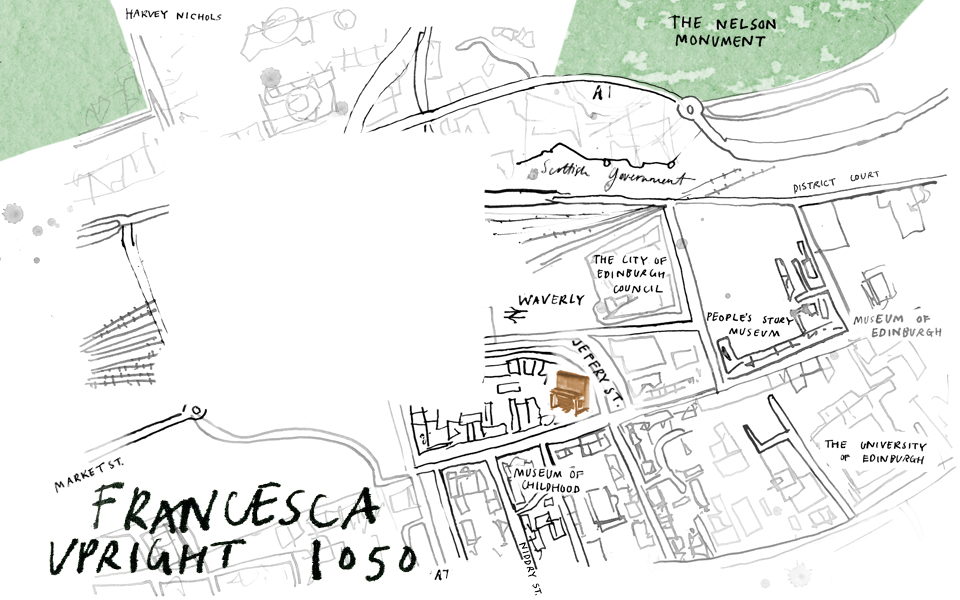 HARVEY NICHOLS
THE NELSON
MONUMENT
A1
Scottish Government
DISTRICT COURT
THE CITY OF
EDINBURGH
COUNCIL
WAVERLY
PEOPLE'S STORY
MUSEUM
MUSEUM OF
EDINBURGH
JEFFERY ST.
THE UNIVERSITY
OF EDINBURGH
MARKET ST.
MUSEUM OF
CHILDHOOD
FRANCESCA
UPRIGHT 1050
A7
NIDDRY ST.